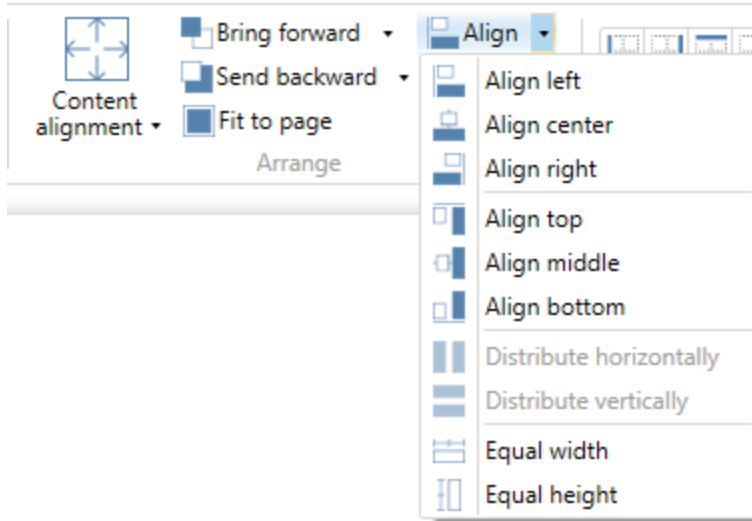 Bring forward
Align
Send backward
Content
alignment
Fit to page
Arrange
Align left
Align center
Align right
Align top
Align middle
Align bottom
Distribute horizontally
Distribute vertically
Equal width
Equal height